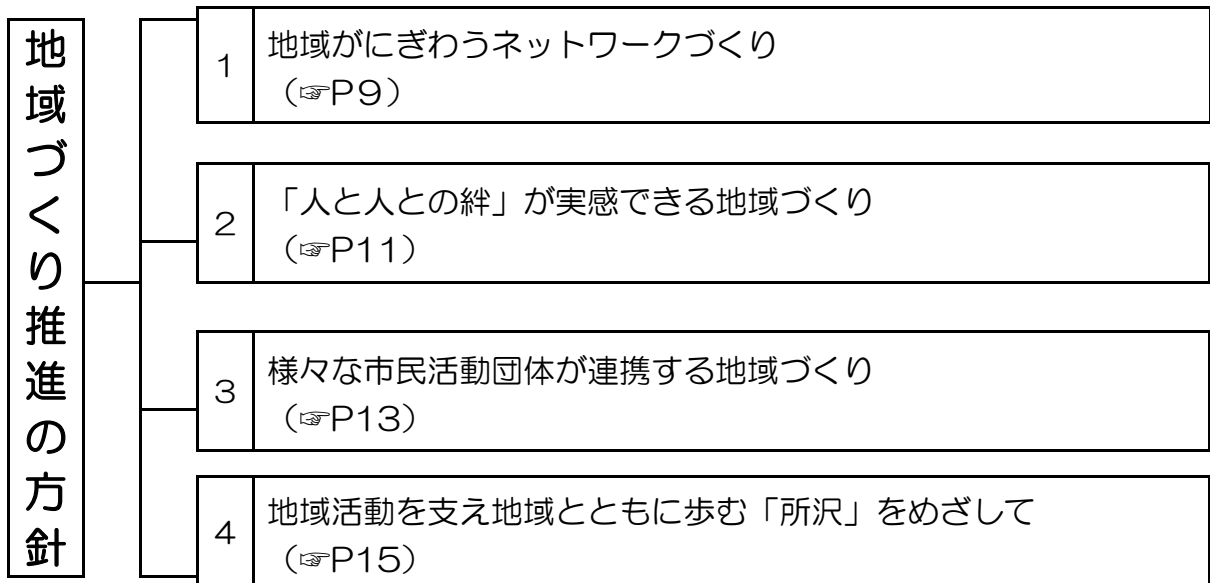 地域づくり推進の方針
1
地域がにぎわうネットワークづくり
(☞P9)
2
「人と人との絆」が実感できる地域づくり
(☞P11)
3
様々な市民活動団体が連携する地域づくり
(☞P13)
4
地域活動を支え地域とともに歩む「所沢」をめざして
(☞P15)